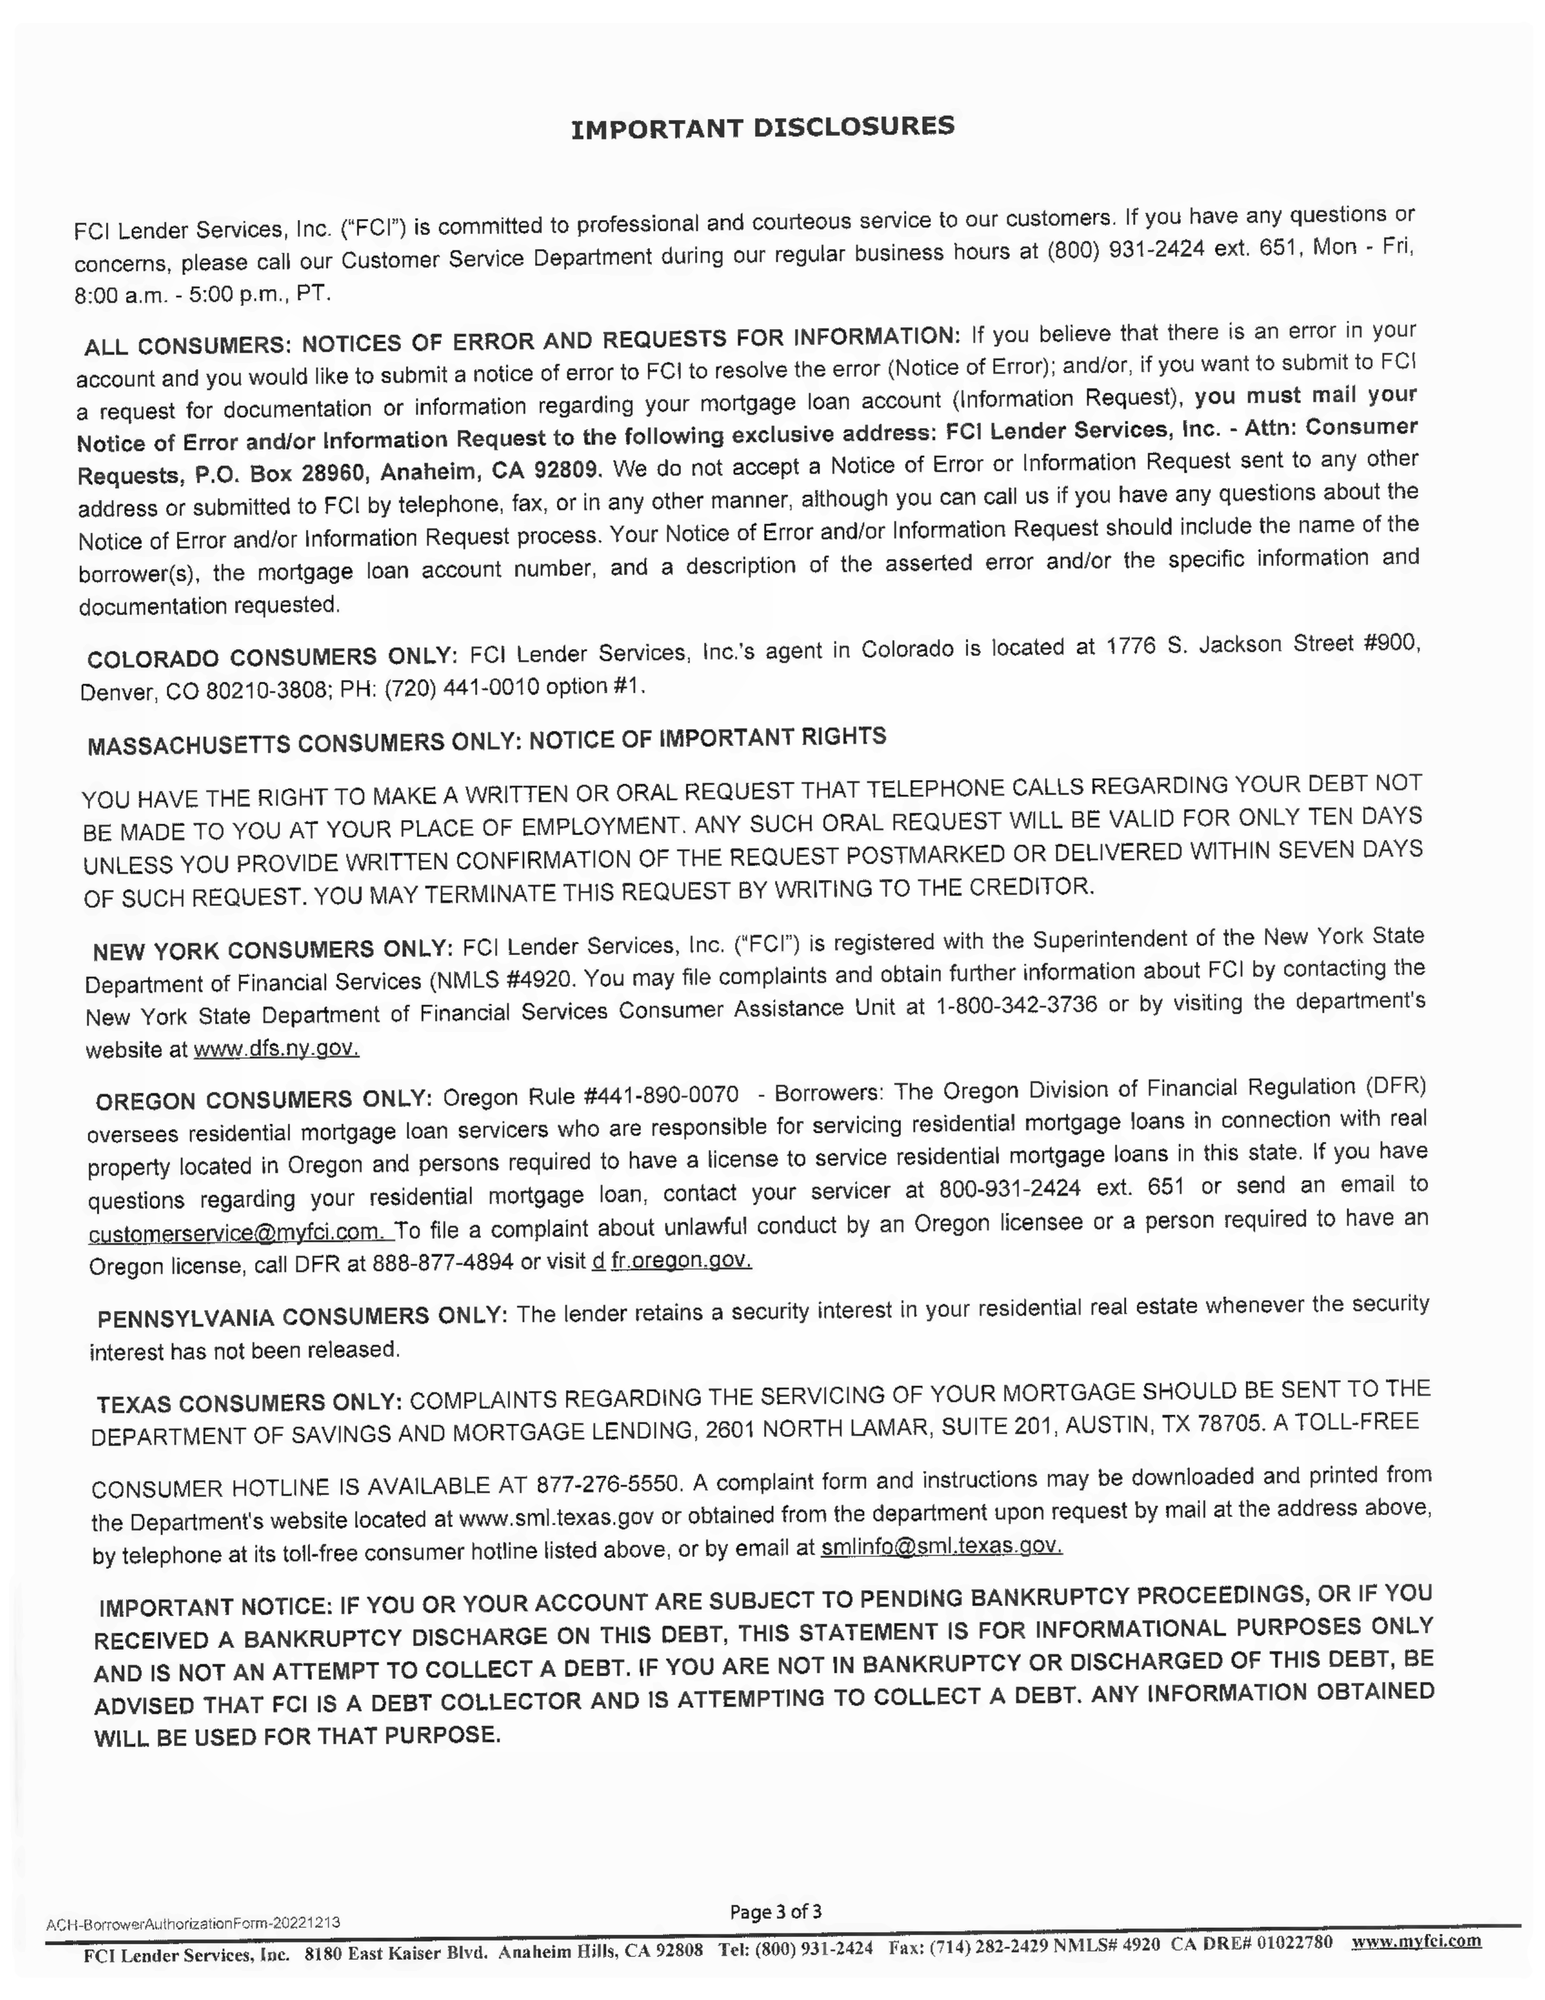 IMPORTANT DISCLOSURES
FCI Lender Services, Inc. ("FCI") is committed to professional and courteous service to our customers. If you have any questions or
concerns, please call our Customer Service Department during our regular business hours at (800) 931-2424 ext. 651, Mon - Fri,
8:00 a.m. - 5:00 p.m., PT.
ALL CONSUMERS: NOTICES OF ERROR AND REQUESTS FOR INFORMATION: If you believe that there is an error in your
account and you would like to submit a notice of error to FCI to resolve the error (Notice of Error); and/or, if you want to submit to FCI
a request for documentation or information regarding your mortgage loan account (Information Request), you must mail your
Notice of Error and/or Information Request to the following exclusive address: FCI Lender Services, Inc. - Attn: Consumer
Requests, P.O. Box 28960, Anaheim, CA 92809. We do not accept a Notice of Error or Information Request sent to any other
address or submitted to FCI by telephone, fax, or in any other manner, although you can call us if you have any questions about the
Notice of Error and/or Information Request process. Your Notice of Error and/or Information Request should include the name of the
borrower(s), the mortgage loan account number, and a description of the asserted error and/or the specific information and
documentation requested.
COLORADO CONSUMERS ONLY: FCI Lender Services, Inc.'s agent in Colorado is located at 1776 S. Jackson Street #900,
Denver, CO 80210-3808; PH: (720) 441-0010 option #1.
MASSACHUSETTS CONSUMERS ONLY: NOTICE OF IMPORTANT RIGHTS
YOU HAVE THE RIGHT TO MAKE A WRITTEN OR ORAL REQUEST THAT TELEPHONE CALLS REGARDING YOUR DEBT NOT
BE MADE TO YOU AT YOUR PLACE OF EMPLOYMENT. ANY SUCH ORAL REQUEST WILL BE VALID FOR ONLY TEN DAYS
UNLESS YOU PROVIDE WRITTEN CONFIRMATION OF THE REQUEST POSTMARKED OR DELIVERED WITHIN SEVEN DAYS
OF SUCH REQUEST. YOU MAY TERMINATE THIS REQUEST BY WRITING TO THE CREDITOR.
NEW YORK CONSUMERS ONLY: FCI Lender Services, Inc. ("FCI") is registered with the Superintendent of the New York State
Department of Financial Services (NMLS #4920. You may file complaints and obtain further information about FCI by contacting the
New York State Department of Financial Services Consumer Assistance Unit at 1-800-342-3736 or by visiting the department's
website at www.dfs.ny.gov.
OREGON CONSUMERS ONLY: Oregon Rule #441-890-0070 - Borrowers: The Oregon Division of Financial Regulation (DFR)
oversees residential mortgage loan servicers who are responsible for servicing residential mortgage loans in connection with real
property located in Oregon and persons required to have a license to service residential mortgage loans in this state. If you have
questions regarding your residential mortgage loan, contact your servicer at 800-931-2424 ext. 651 or send an email to
customerservice@myfci.com. To file a complaint about unlawful conduct by an Oregon licensee or a person required to have an
Oregon license, call DFR at 888-877-4894 or visit d fr.oregon.gov.
PENNSYLVANIA CONSUMERS ONLY: The lender retains a security interest in your residential real estate whenever the security
interest has not been released.
TEXAS CONSUMERS ONLY: COMPLAINTS REGARDING THE SERVICING OF YOUR MORTGAGE SHOULD BE SENT TO THE
DEPARTMENT OF SAVINGS AND MORTGAGE LENDING, 2601 NORTH LAMAR, SUITE 201, AUSTIN, TX 78705. A TOLL-FREE
CONSUMER HOTLINE IS AVAILABLE AT 877-276-5550. A complaint form and instructions may be downloaded and printed from
the Department's website located at www.sml.texas.gov or obtained from the department upon request by mail at the address above,
by telephone at its toll-free consumer hotline listed above, or by email at smlinfo@sml.texas.gov.
IMPORTANT NOTICE: IF YOU OR YOUR ACCOUNT ARE SUBJECT TO PENDING BANKRUPTCY PROCEEDINGS, OR IF YOU
RECEIVED A BANKRUPTCY DISCHARGE ON THIS DEBT, THIS STATEMENT IS FOR INFORMATIONAL PURPOSES ONLY
AND IS NOT AN ATTEMPT TO COLLECT A DEBT. IF YOU ARE NOT IN BANKRUPTCY OR DISCHARGED OF THIS DEBT, BE
ADVISED THAT FCI IS A DEBT COLLECTOR AND IS ATTEMPTING TO COLLECT A DEBT. ANY INFORMATION OBTAINED
WILL BE USED FOR THAT PURPOSE.
Page 3 of 3
ACH-BorrowerAuthorizationForm-20221213
FCI Lender Services, Inc. 8180 East Kaiser Blvd. Anaheim Hills, CA 92808 Tel: (800) 931-2424 Fax: (714) 282-2429 NMLS# 4920 CA DRE# 01022780 www.myfci.com